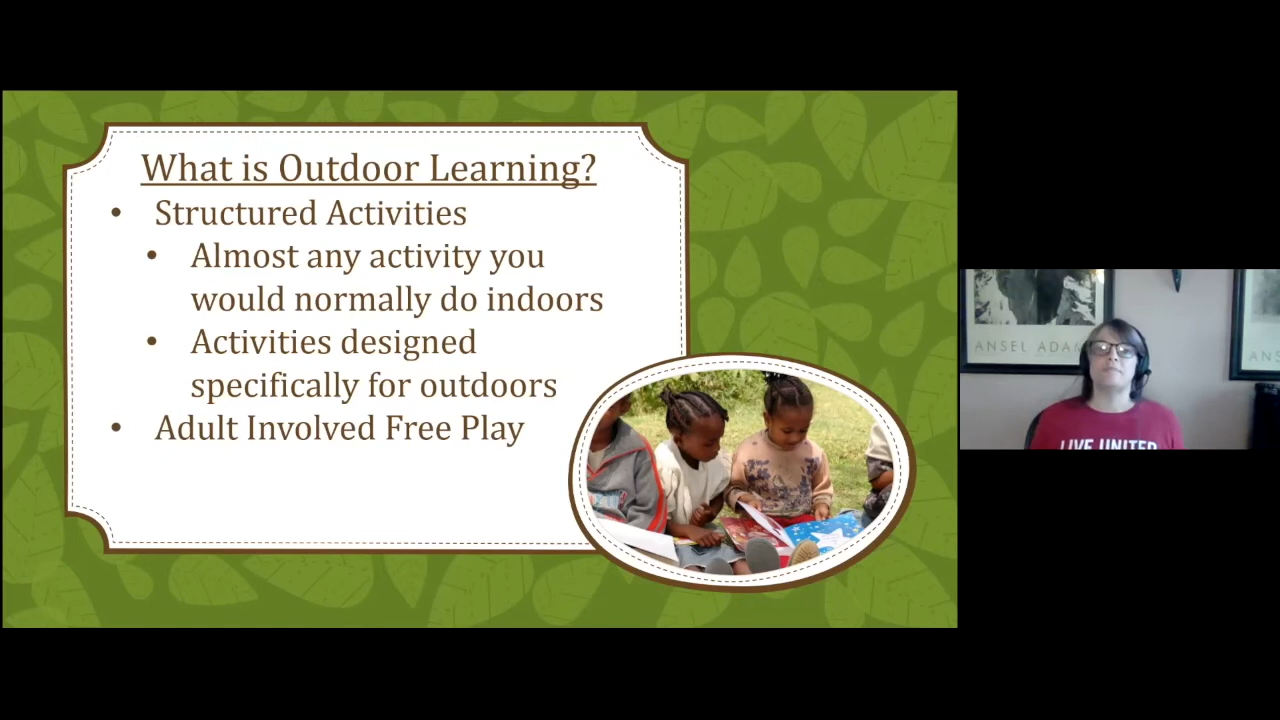 What is Outdoor Learning?
• Structured Activities
• Almost any activity you
would normally do indoors
• Activities designed
specifically for outdoors
• Adult Involved Free Play
ANSEL ADA
LIVE UNITED